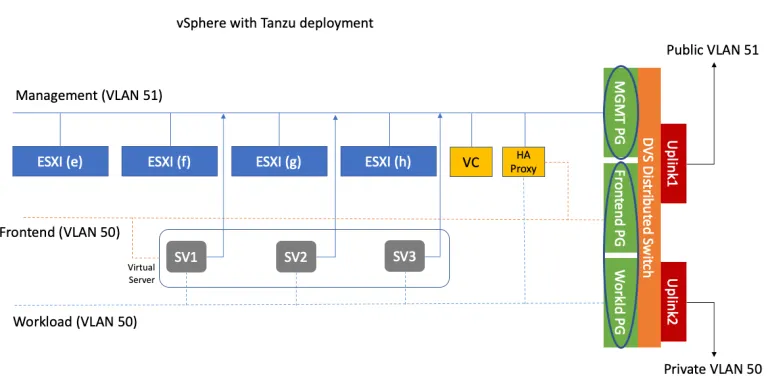 vSphere with Tanzu deployment
Public VLAN 51
Management (VLAN 51)
MGMT PG
ESXI (e)
ESXI (f)
ESXI (g)
ESXI (h)
VC
HA
Proxy
Uplink1
DVS Distributed Switch
Frontend PG
Frontend (VLAN 50)
SV1
SV2
SV3
Virtual
Server
Workld PG
Uplink2
Workload (VLAN 50)
Private VLAN 50